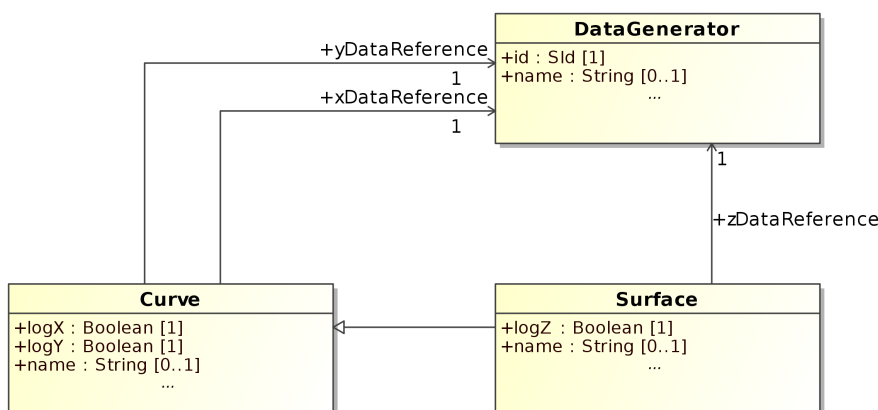 DataGenerator
+id : SId [1]
+name : String [0..1]
...
+yDataReference
1
+xDataReference
1
1
+zDataReference
Curve
+logX : Boolean [1]
+logY : Boolean [1]
+name : String [0..1]
...
Surface
+logZ : Boolean [1]
+name : String [0..1]
...